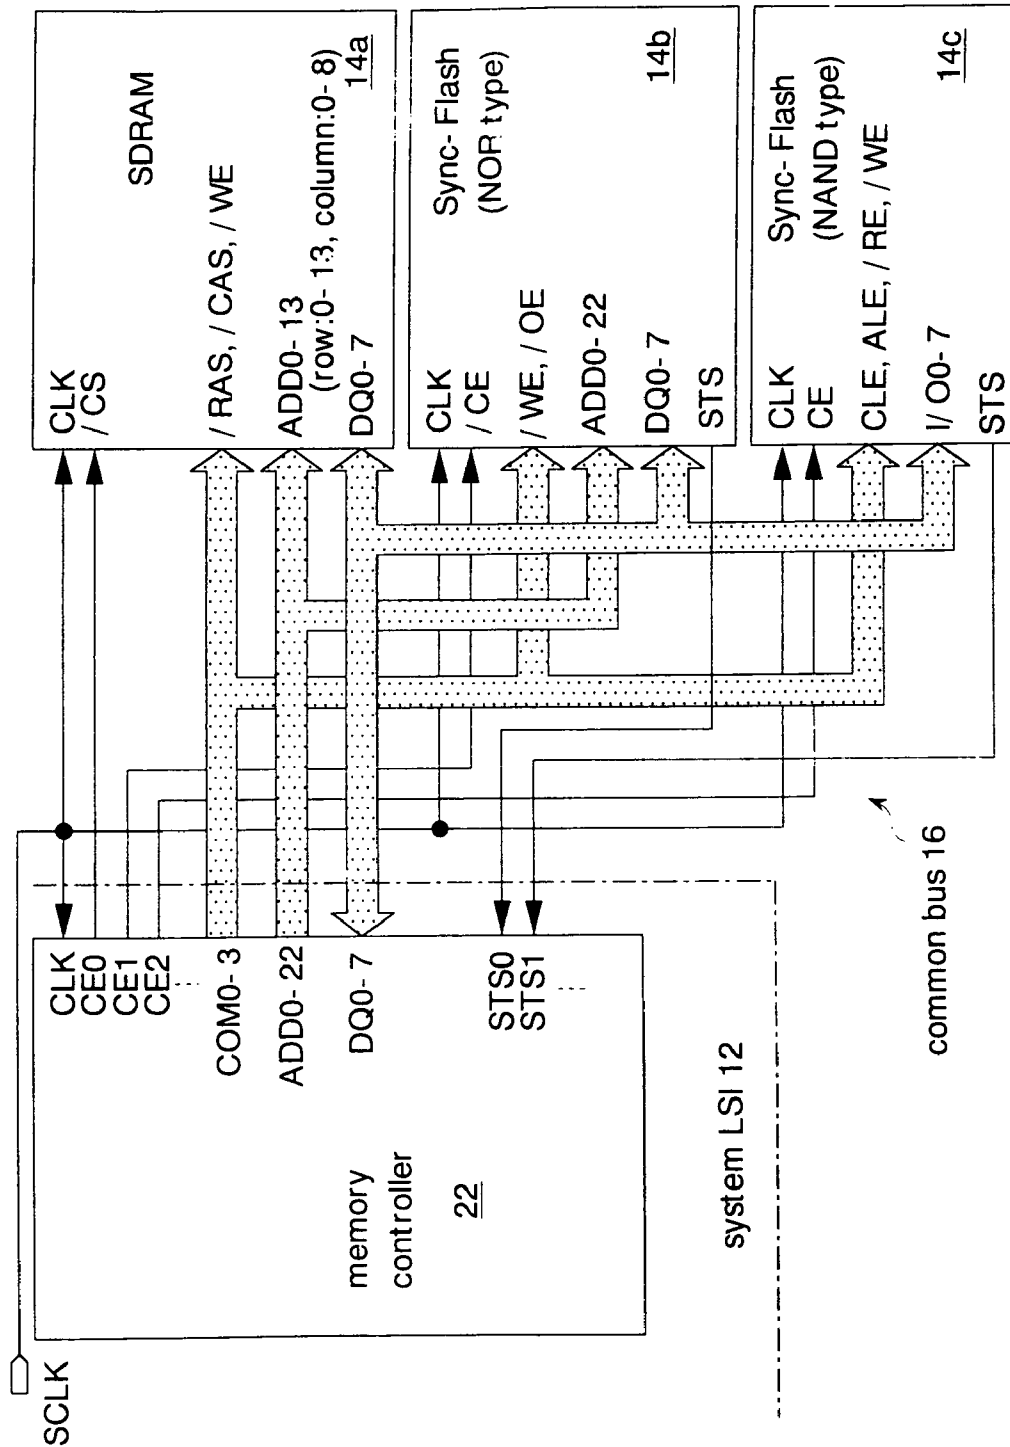 SCLK
memory
controller
22
CLK
CE0
CE1
CE2
COM0-3
ADD0-22
DQ0-7
STS0
STS1
system LSI 12
common bus 16
SDRAM
14a
CLK
/ CS
/ RAS, / CAS, / WE
ADD0-13
(row:0-13, column:0-8)
DQ0-7
Sync-Flash
(NOR type)
14b
CLK
/ CE
/ WE, / OE
ADD0-22
DQ0-7
STS
Sync-Flash
(NAND type)
14c
CLK
CE
CLE, ALE, / RE, / WE
I/ O0-7
STS